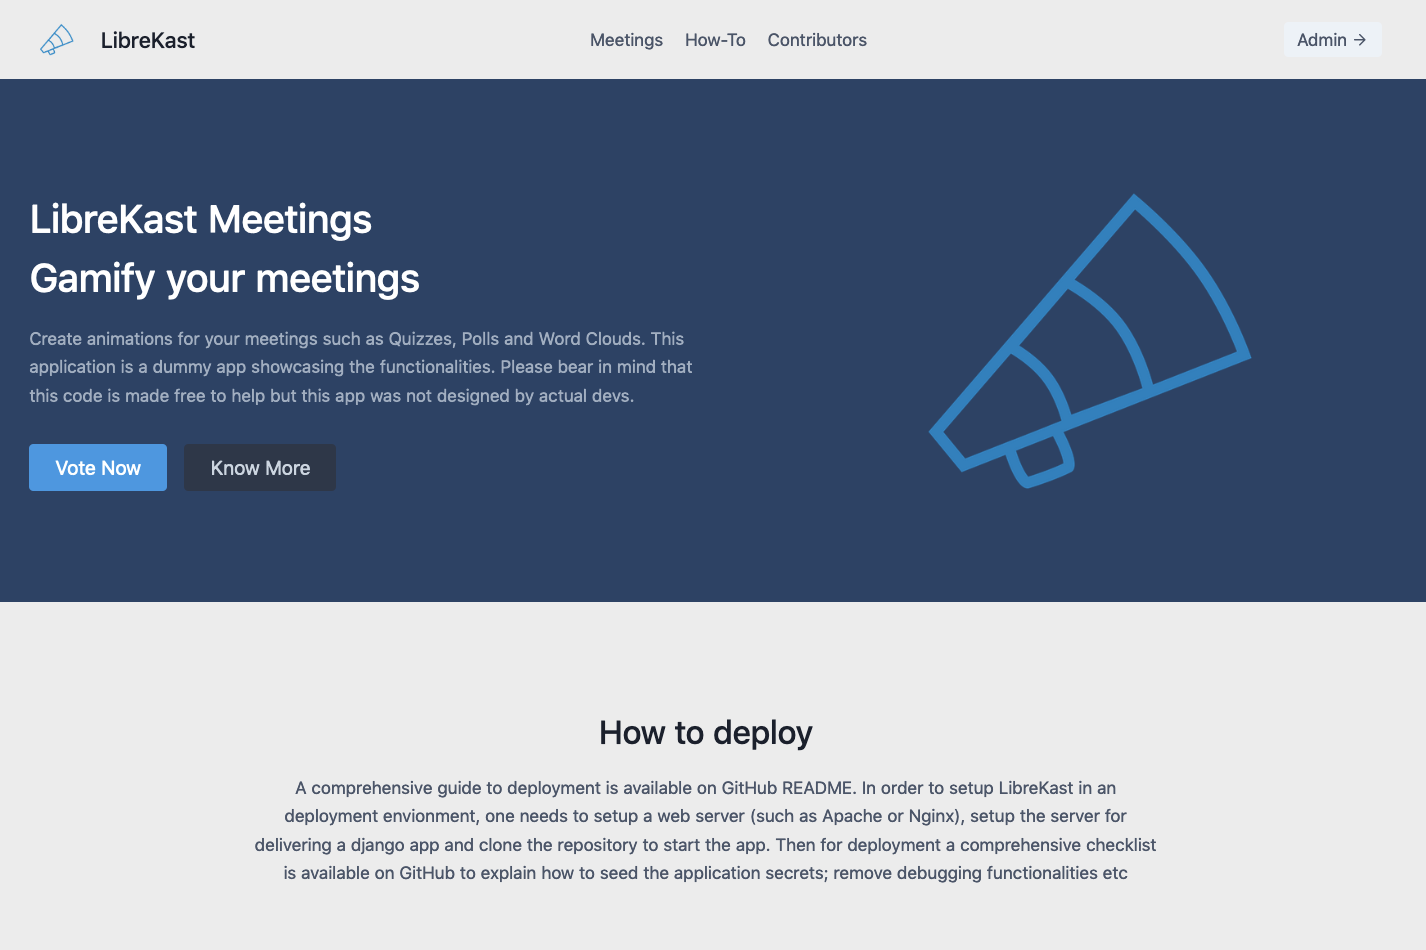 LibreKast
Meetings
How-To
Contributors
Admin →
LibreKast Meetings
Gamify your meetings
Create animations for your meetings such as Quizzes, Polls and Word Clouds. This
application is a dummy app showcasing the functionalities. Please bear in mind that
this code is made free to help but this app was not designed by actual devs.
Vote Now
Know More
How to deploy
A comprehensive guide to deployment is available on GitHub README. In order to setup LibreKast in an
deployment envionment, one needs to setup a web server (such as Apache or Nginx), setup the server for
delivering a django app and clone the repository to start the app. Then for deployment a comprehensive checklist
is available on GitHub to explain how to seed the application secrets; remove debugging functionalities etc